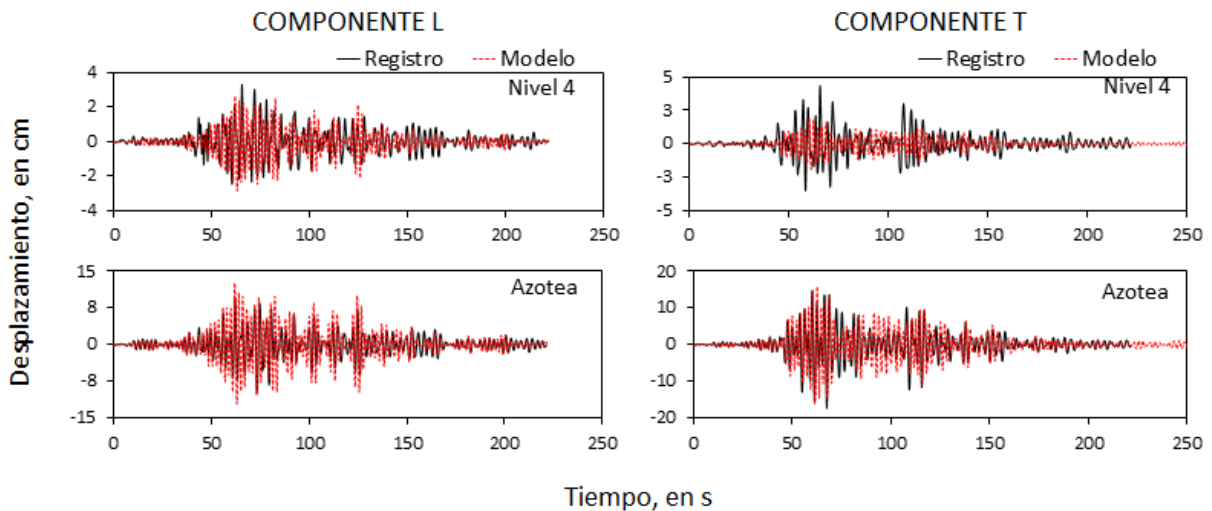 COMPONENTE L
COMPONENTE T
Registro Modelo
Registro Modelo
Nivel 4
Nivel 4
4
2
0
-2
-4
0 50 100 150 200 250
5
3
0
-3
-5
0 50 100 150 200 250
Desplazamiento, en cm
Azotea
15
8
0
-8
-15
0 50 100 150 200 250
Azotea
20
10
0
-10
-20
0 50 100 150 200 250
Tiempo, en s